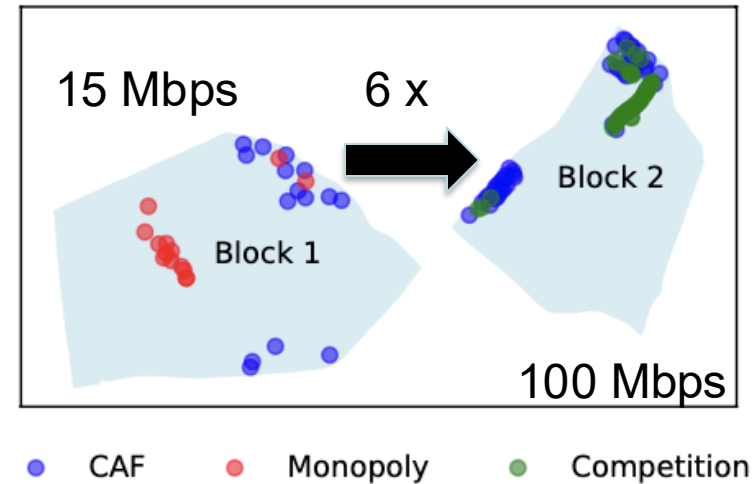 15 Mbps
6 x
Block 1
Block 2
100 Mbps
CAF
Monopoly
Competition